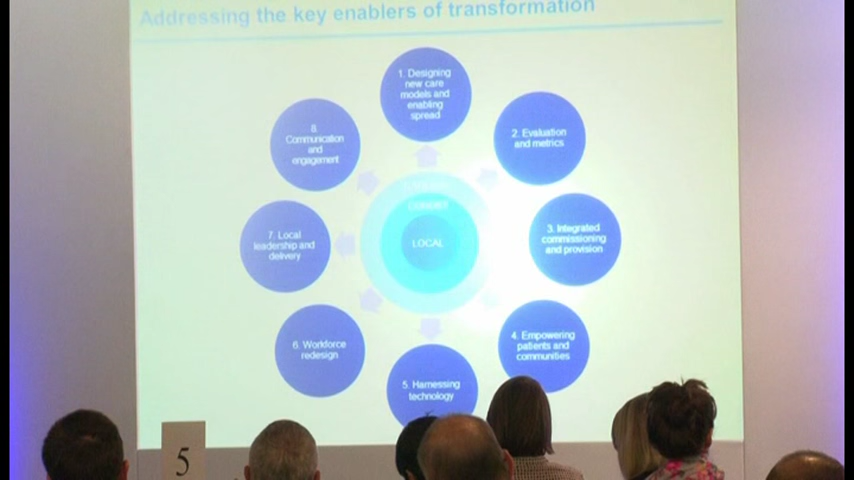 Addressing the key enablers of transformation
1. Designing
new care
models and
enabling
spread
2. Evaluation
and metrics
3. Integrated
commissioning
and provision
4. Empowering
patients and
communities
5. Harnessing
technology
6. Workforce
redesign
7. Local
leadership and
delivery
8.
Communication
and
engagement
LOCAL
5